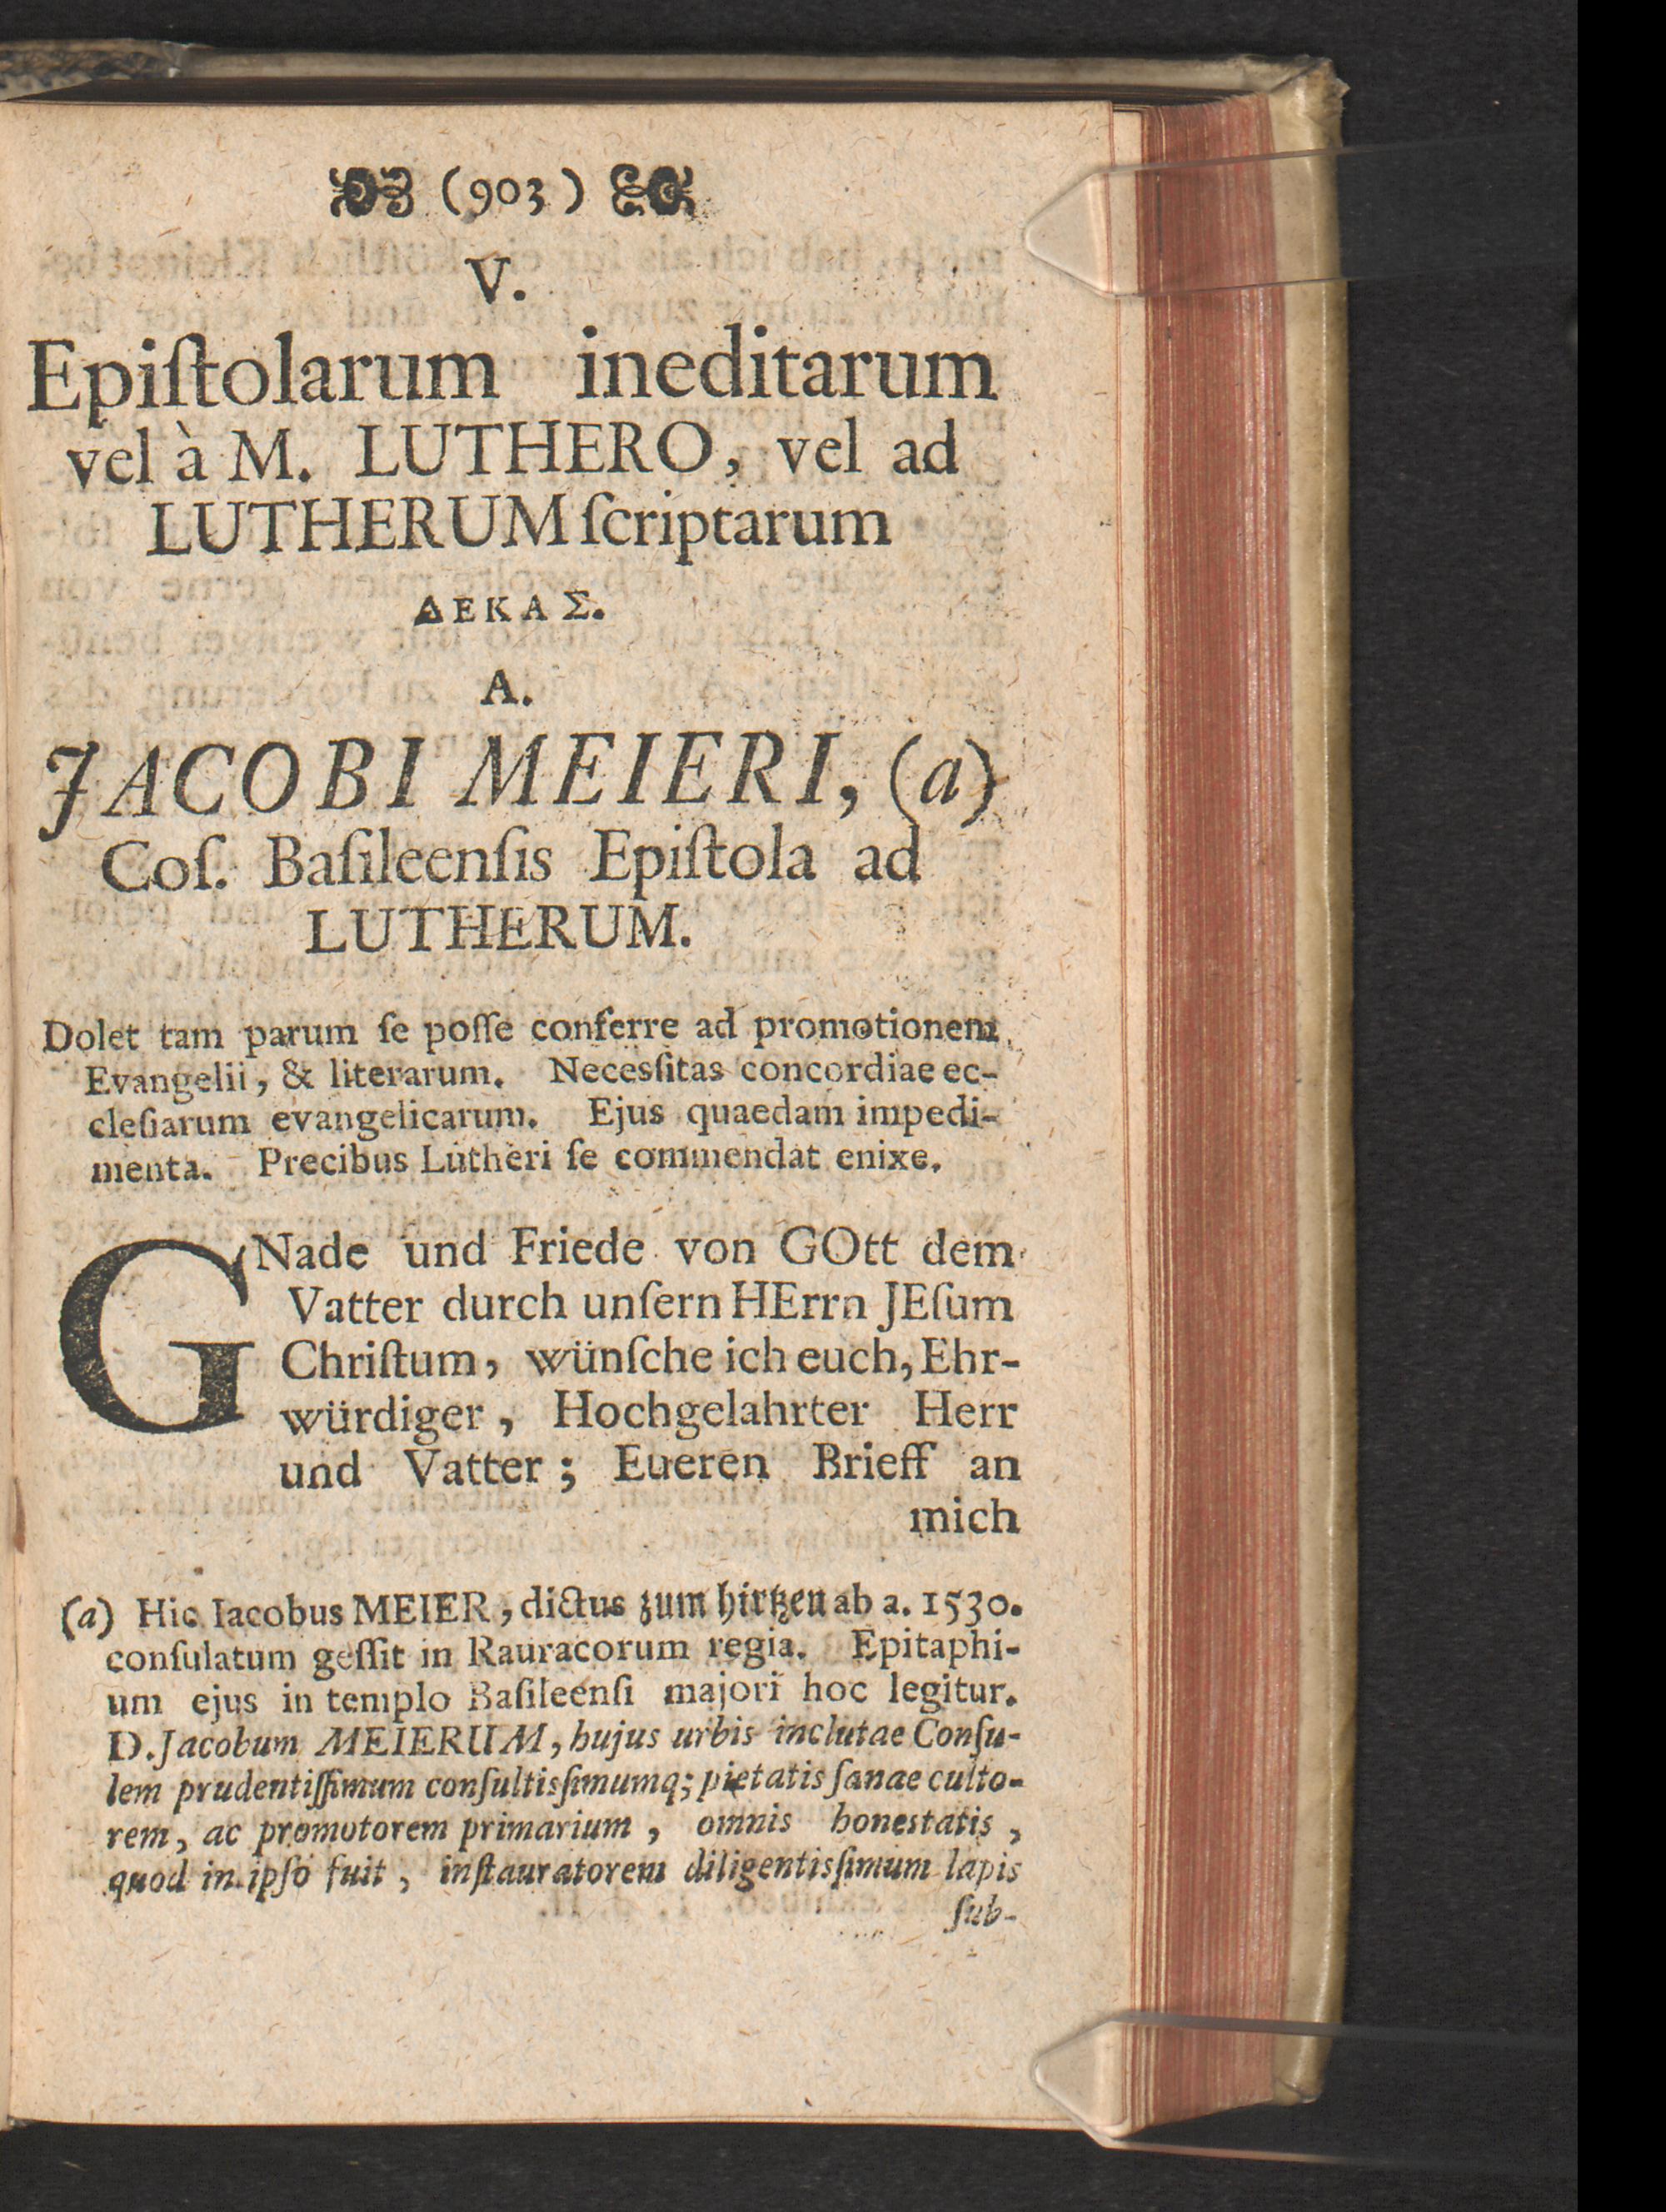 (903)
V.
Epiſtolarum ineditarum
vel à M. LUTHERO, vel ad
LUTHERUM ſcriptarum
ΔΕΚΑΣ.
A.
JACOBI MEIERI, (a)
Coſ. Baſileenſis Epiſtola ad
LUTHERUM.
Dolet tam parum ſe poſſe conferre ad promotionem
Evangelii, & literarum. Necesſitas concordiae ec-
cleſiarum evangelicarum. Ejus quaedam impedi-
menta. Precibus Lutheri ſe commendat enixe.
GNade und Friede von GOtt dem
Vatter durch unſern HErrn JEſum
Chriſtum, wünſche ich euch, Ehr-
würdiger, Hochgelahrter Herr
und Vatter; Eueren Brieff an
mich
(a) Hic Iacobus MEIER, dictus zum hirtzen ab a. 1530.
conſulatum geſſit in Rauracorum regia. Epitaphi-
um ejus in templo Baſileenſi majori hoc legitur.
D. Jacobum MEIERUM, hujus urbis inclutae Conſu-
lem prudentiſſimum conſultisſimumq; pietatis ſanae culto-
rem, ac promotorem primarium, omnis honestatis,
quod in ipſo fuit, inſtauratorem diligentisſimum lapis
ſub-